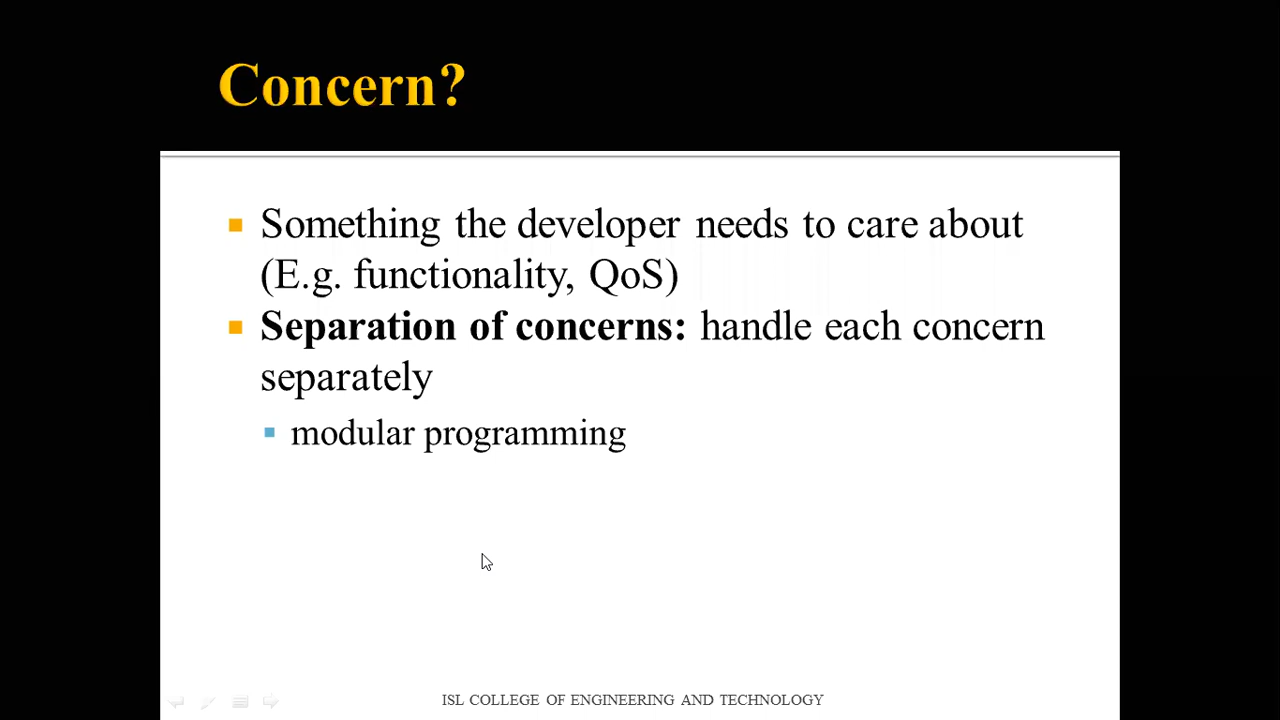 Concern?
Something the developer needs to care about
(E.g. functionality, QoS)
Separation of concerns: handle each concern
separately
modular programming
ISL COLLEGE OF ENGINEERING AND TECHNOLOGY